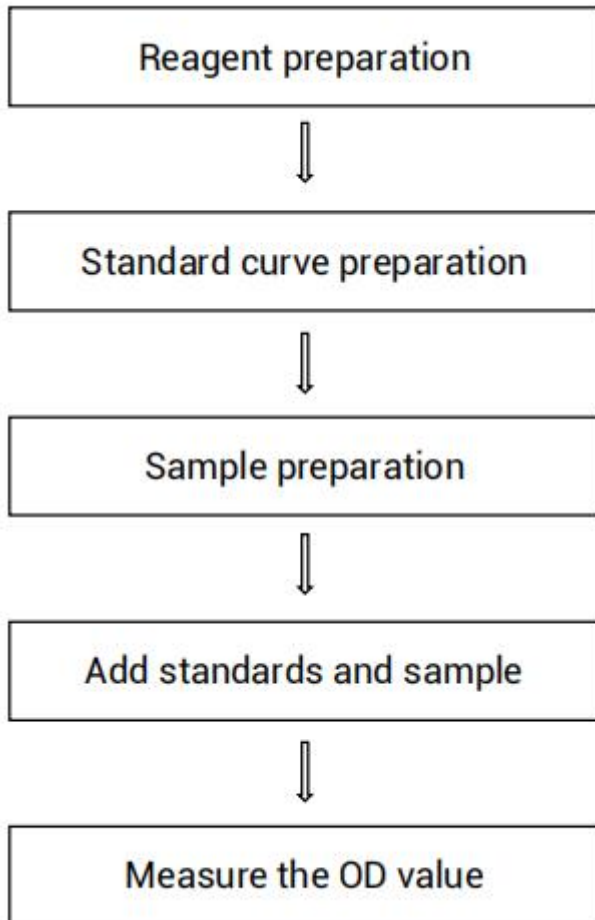 Reagent preparation
Standard curve preparation
Sample preparation
Add standards and sample
Measure the OD value